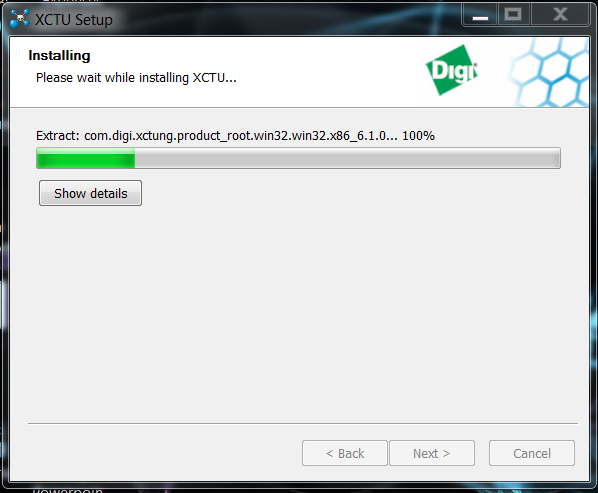 XCTU Setup
Installing
Please wait while installing XCTU...
Digi
Extract: com.digi.xctung.product_root.win32.win32.x86_6.1.0... 100%
Show details
< Back
Next >
Cancel